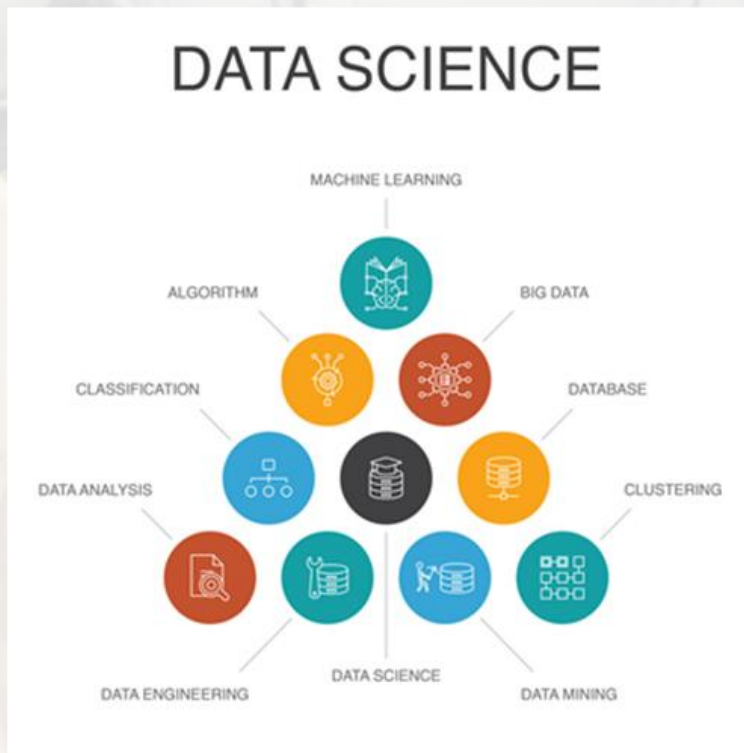 DATA SCIENCE
MACHINE LEARNING
ALGORITHM
BIG DATA
CLASSIFICATION
DATABASE
DATA ANALYSIS
CLUSTERING
DATA SCIENCE
DATA ENGINEERING
DATA MINING